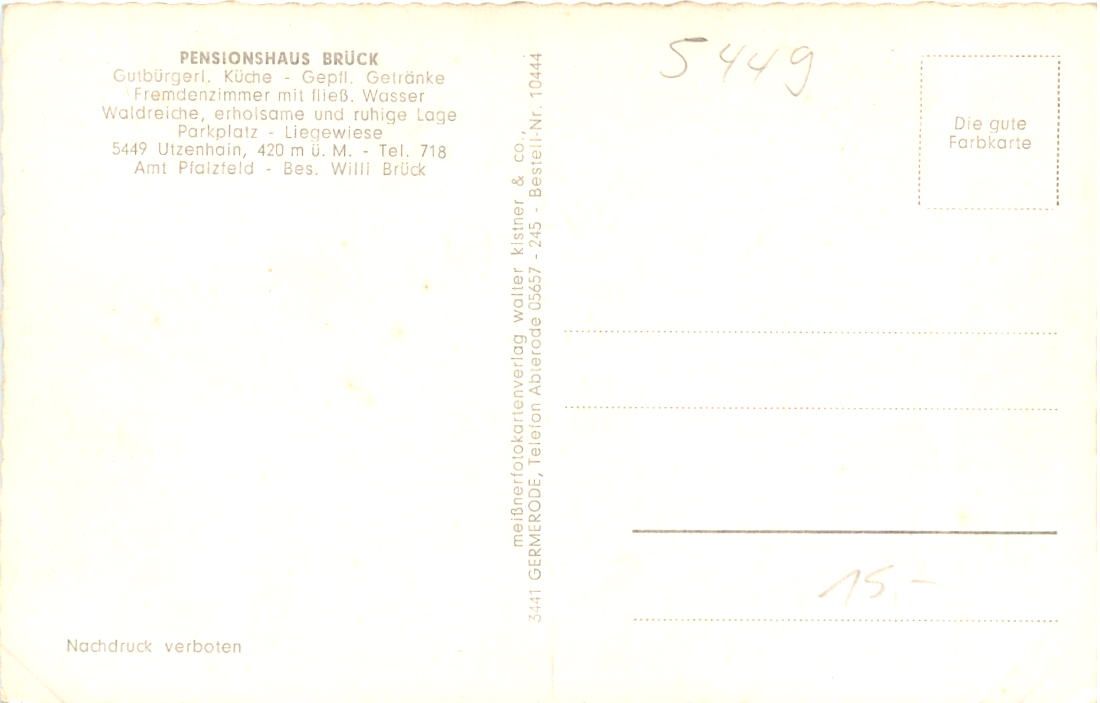 PENSIONSHAUS BRÜCK
Gutbürgerl. Küche - Gepfl. Getränke
Fremdenzimmer mit fließ. Wasser
Waldreiche, erholsame und ruhige Lage
Parkplatz - Liegewiese
5449 Utzenhain, 420 m ü. M. - Tel. 718
Amt Pfalzfeld - Bes. Willi Brück
Nachdruck verboten
meißnerfotokartenverlag walter kistner & co.,
3441 GERMERODE, Telefon Abterode 05657 - 245 - Bestell-Nr. 10444
5449
Die gute
Farbkarte
15,-